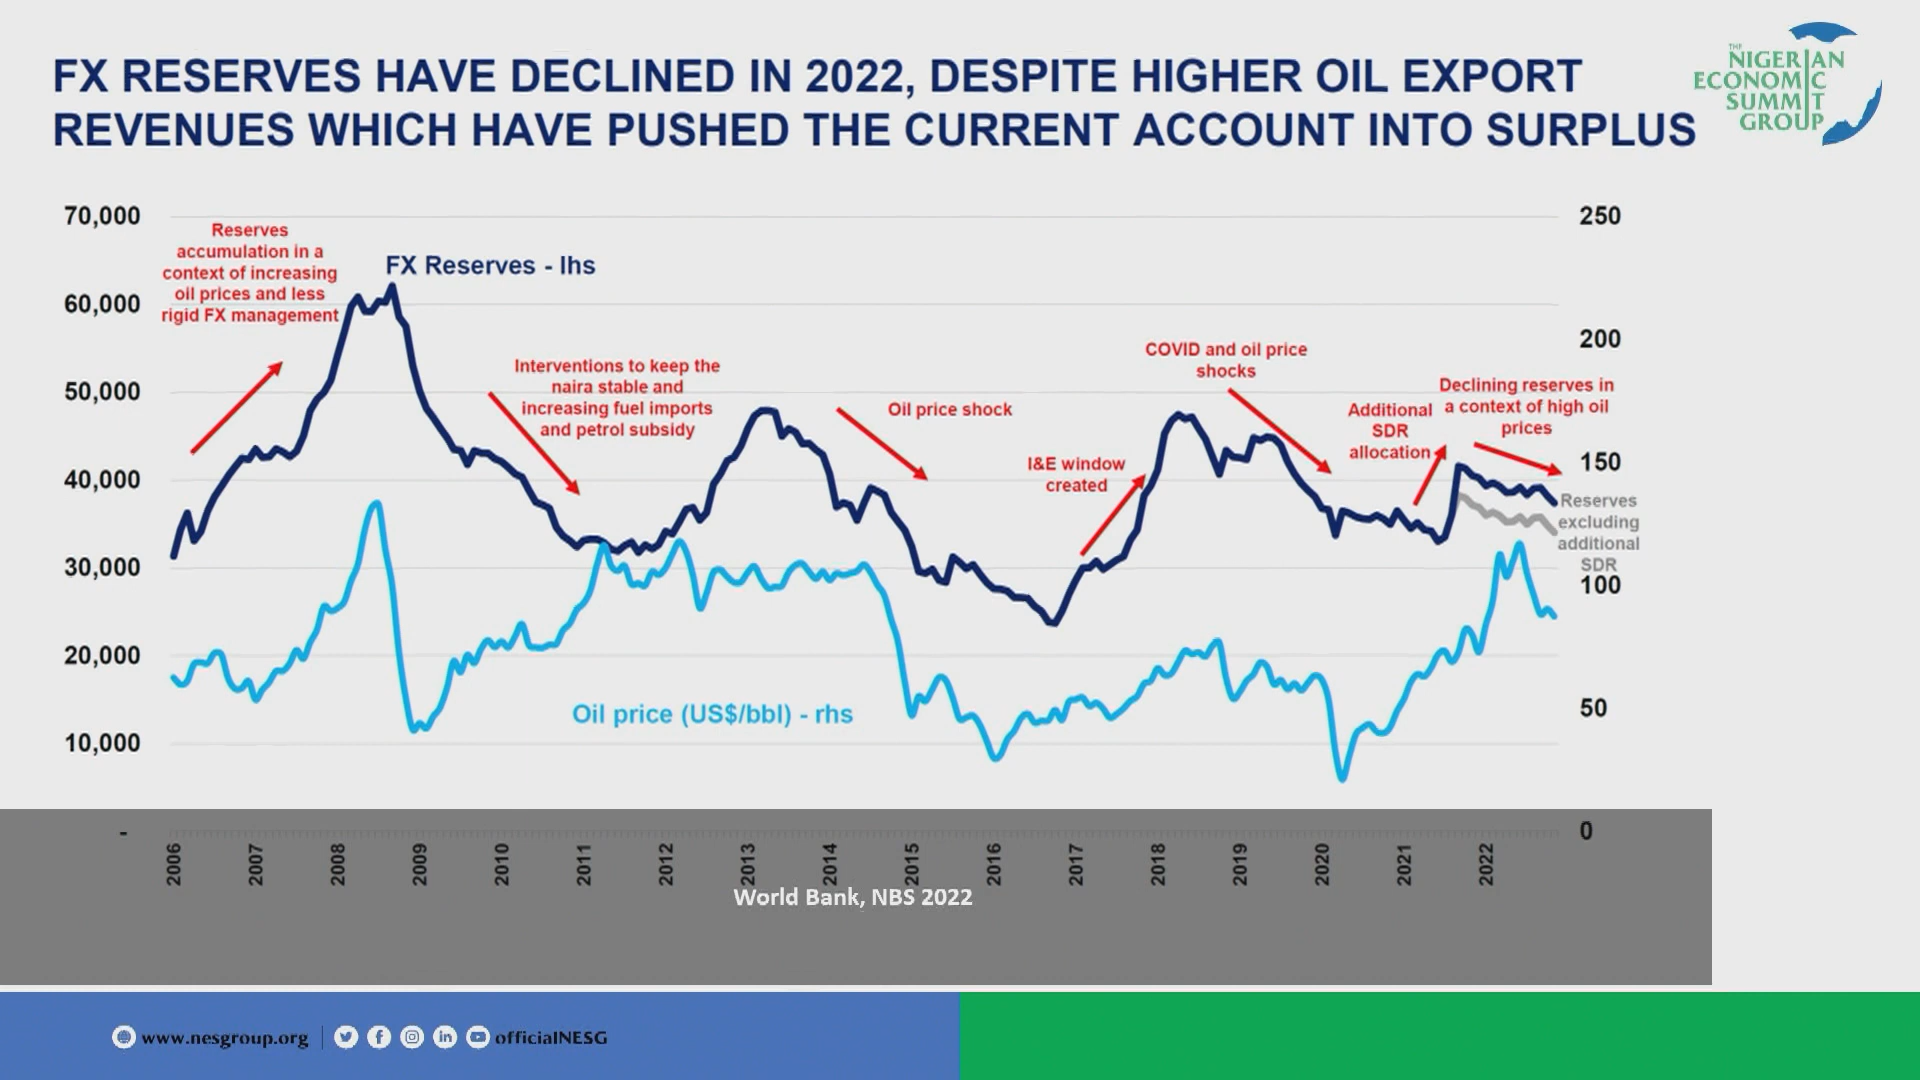 FX RESERVES HAVE DECLINED IN 2022, DESPITE HIGHER OIL EXPORT
REVENUES WHICH HAVE PUSHED THE CURRENT ACCOUNT INTO SURPLUS
THE
NIGERIAN
ECONOMIC
SUMMIT
GROUP
70,000
60,000
50,000
40,000
30,000
20,000
10,000
-
250
200
150
100
50
0
Reserves
accumulation in a
context of increasing
oil prices and less
rigid FX management
FX Reserves - lhs
Interventions to keep the
naira stable and
increasing fuel imports
and petrol subsidy
Oil price shock
I&E window
created
COVID and oil price
shocks
Additional
SDR
allocation
Declining reserves in
a context of high oil
prices
Reserves
excluding
additional
SDR
Oil price (US$/bbl) - rhs
2006
2007
2008
2009
2010
2011
2012
2013
2014
2015
2016
2017
2018
2019
2020
2021
2022
World Bank, NBS 2022
www.nesgroup.org
officialNESG